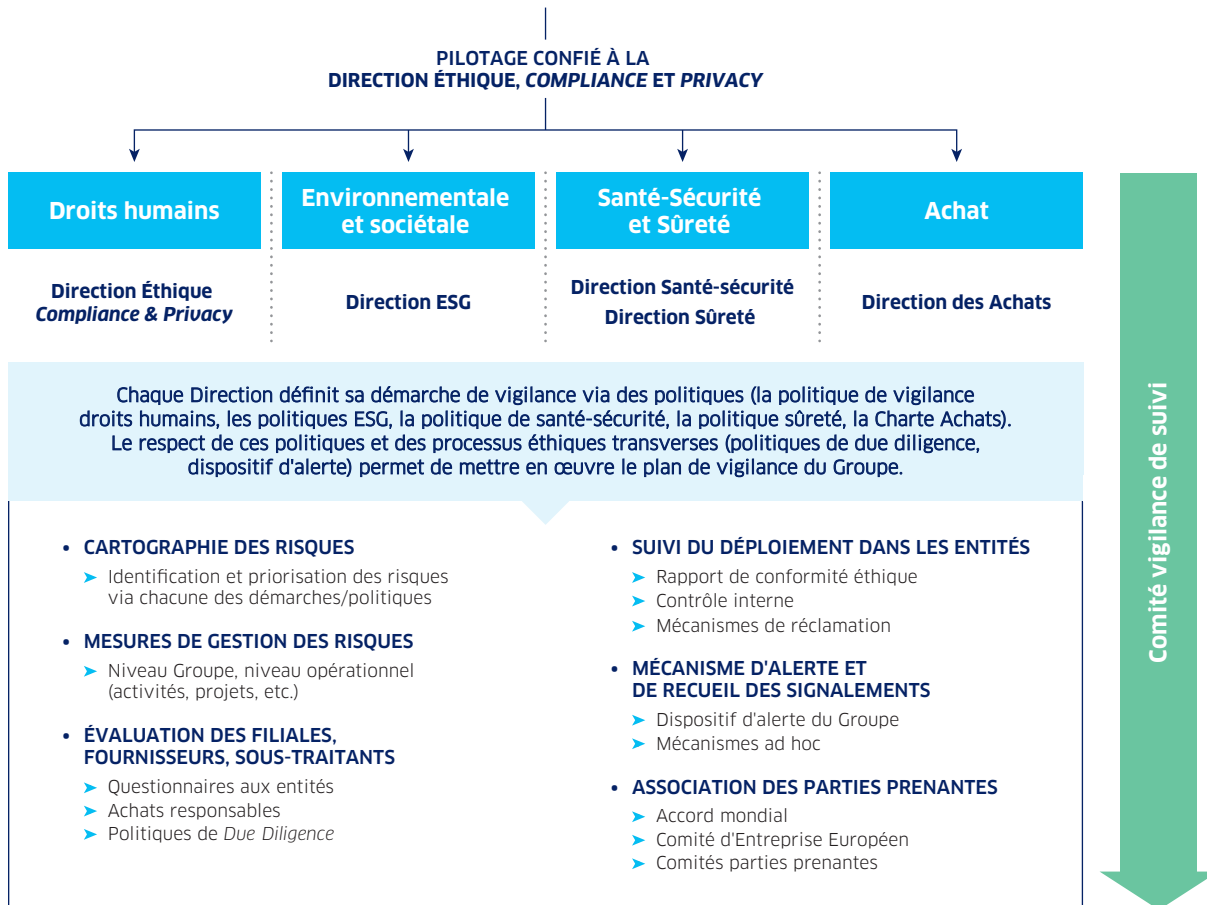 PILOTAGE CONFIÉ À LA
DIRECTION ÉTHIQUE, COMPLIANCE ET PRIVACY
Droits humains
Environnementale
et sociétale
Santé-Sécurité
et Sûreté
Achat
Direction Éthique
Compliance & Privacy
Direction ESG
Direction Santé-sécurité
Direction Sûreté
Direction des Achats
Chaque Direction définit sa démarche de vigilance via des politiques (la politique de vigilance
droits humains, les politiques ESG, la politique de santé-sécurité, la politique sûreté, la Charte Achats).
Le respect de ces politiques et des processus éthiques transverses (politiques de due diligence,
dispositif d'alerte) permet de mettre en œuvre le plan de vigilance du Groupe.
• CARTOGRAPHIE DES RISQUES
➤ Identification et priorisation des risques
via chacune des démarches/politiques
• MESURES DE GESTION DES RISQUES
➤ Niveau Groupe, niveau opérationnel
(activités, projets, etc.)
• ÉVALUATION DES FILIALES,
FOURNISSEURS, SOUS-TRAITANTS
➤ Questionnaires aux entités
➤ Achats responsables
➤ Politiques de Due Diligence
• SUIVI DU DÉPLOIEMENT DANS LES ENTITÉS
➤ Rapport de conformité éthique
➤ Contrôle interne
➤ Mécanismes de réclamation
• MÉCANISME D'ALERTE ET
DE RECUEIL DES SIGNALEMENTS
➤ Dispositif d'alerte du Groupe
➤ Mécanismes ad hoc
• ASSOCIATION DES PARTIES PRENANTES
➤ Accord mondial
➤ Comité d'Entreprise Européen
➤ Comités parties prenantes
Comité vigilance de suivi